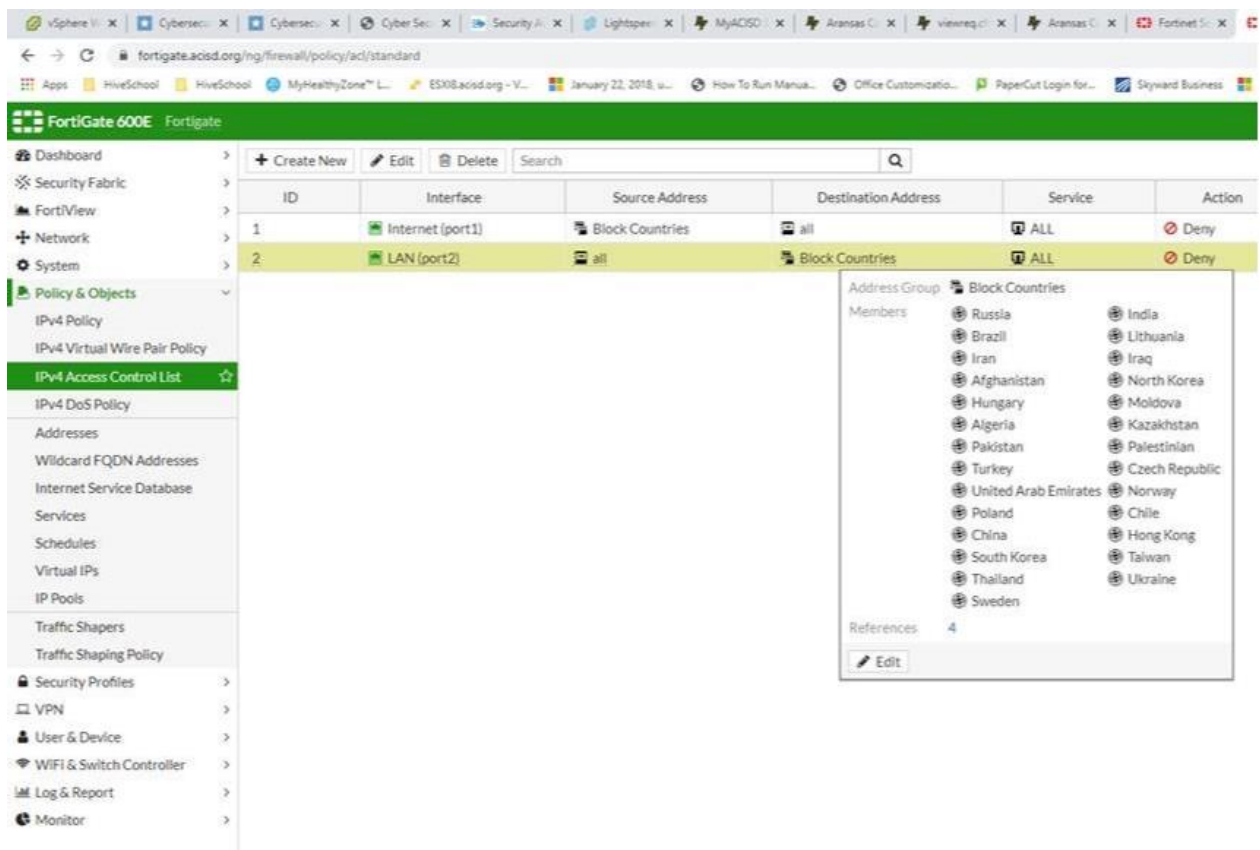 vSphere W
Cybersecu
Cybersecu
Cyber Sec
Security A
Lightspee
MyACISD
Aransas C
viewreq.c
Aransas C
Fortinet S
fortigate.acisd.org/ng/firewall/policy/acl/standard
Apps HiveSchool HiveSchool MyHealthyZone™ L... ESXi8.acisd.org - V... January 22, 2018, u... How To Run Manua... Office Customizatio... PaperCut Login for... Skyward Business
FortiGate 600E Fortigate
Dashboard
Security Fabric
FortiView
Network
System
Policy & Objects
IPv4 Policy
IPv4 Virtual Wire Pair Policy
IPv4 Access Control List
IPv4 DoS Policy
Addresses
Wildcard FQDN Addresses
Internet Service Database
Services
Schedules
Virtual IPs
IP Pools
Traffic Shapers
Traffic Shaping Policy
Security Profiles
VPN
User & Device
WiFi & Switch Controller
Log & Report
Monitor
+ Create New Edit Delete Search
ID Interface Source Address Destination Address Service Action
1 Internet (port1) Block Countries all ALL Deny
2 LAN (port2) all Block Countries ALL Deny
Address Group Block Countries
Members Russia India
Brazil Lithuania
Iran Iraq
Afghanistan North Korea
Hungary Moldova
Algeria Kazakhstan
Pakistan Palestinian
Turkey Czech Republic
United Arab Emirates Norway
Poland Chile
China Hong Kong
South Korea Taiwan
Thailand Ukraine
Sweden
References 4
Edit